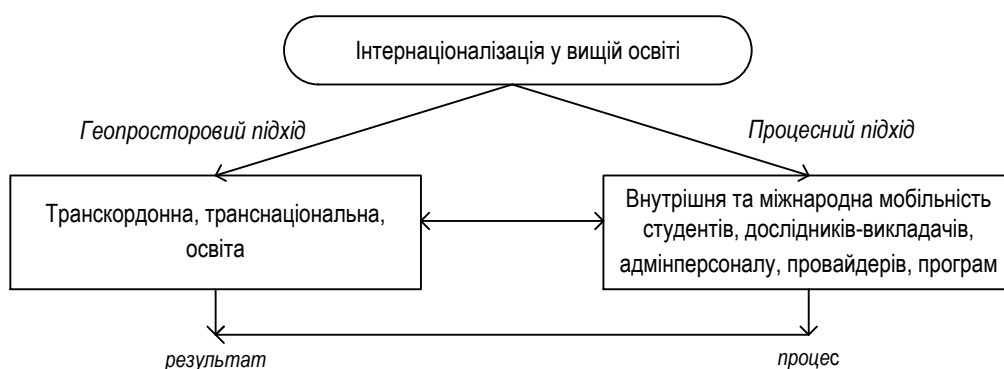 Інтернаціоналізація у вищій освіті
Геопросторовий підхід
Процесний підхід
Транскордонна, транснаціональна,
освіта
Внутрішня та міжнародна мобільність
студентів, дослідників-викладачів,
адмінперсоналу, провайдерів, програм
результат
процес